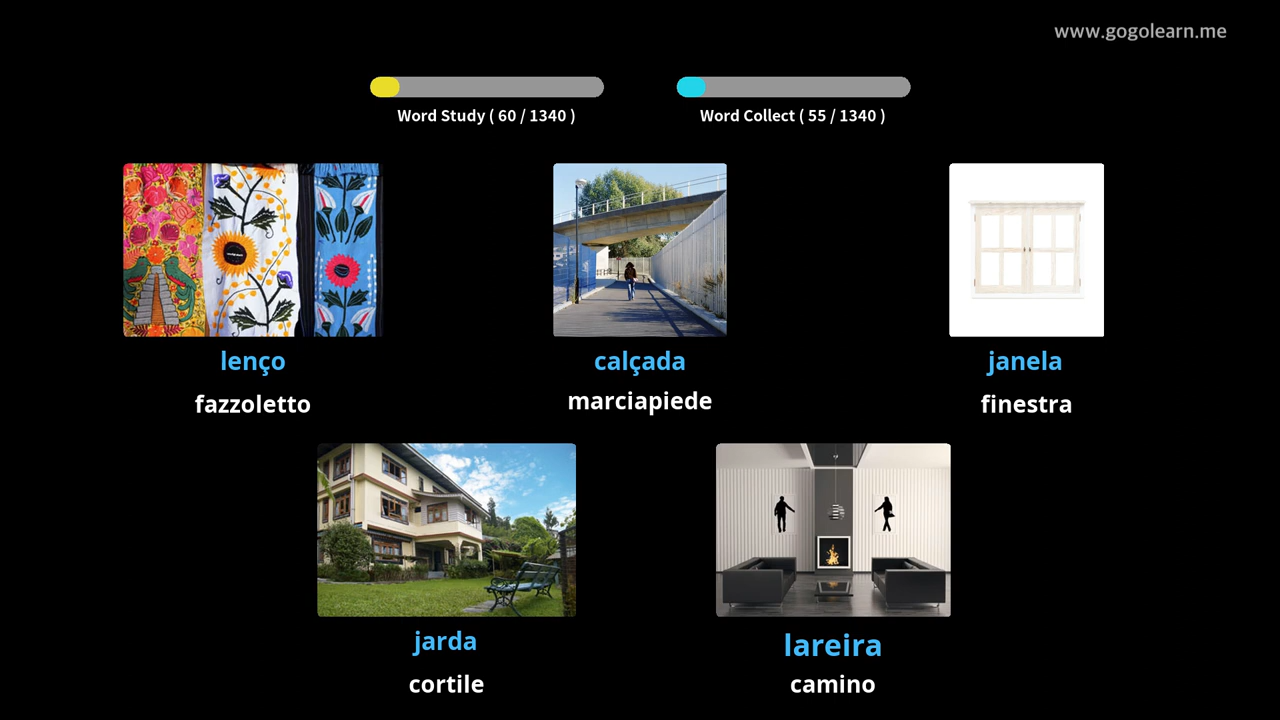 www.gogolearn.me
Word Study ( 60 / 1340 )
Word Collect ( 55 / 1340 )
lenço
fazzoletto
calçada
marciapiede
janela
finestra
jarda
cortile
lareira
camino